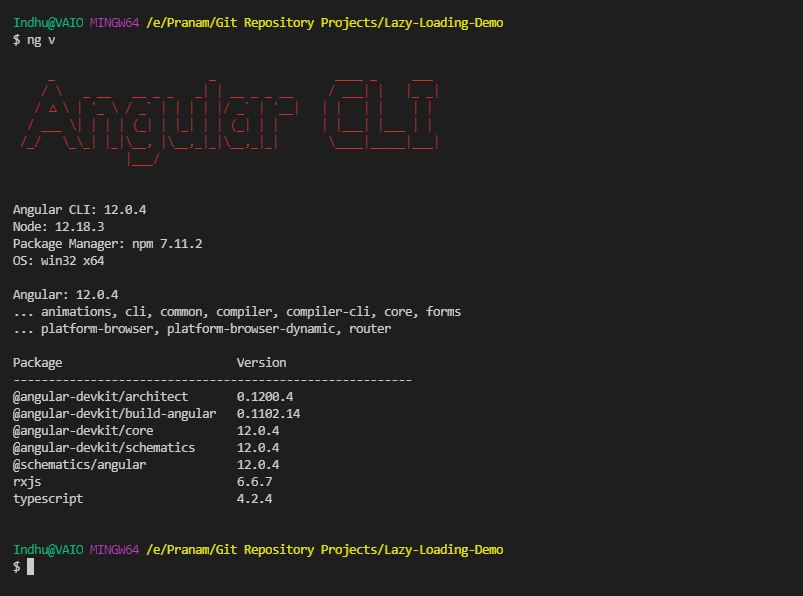 Indhu@VAIO MINGW64 /e/Pranam/Git Repository Projects/Lazy-Loading-Demo
$ ng v
Angular CLI
Angular CLI: 12.0.4
Node: 12.18.3
Package Manager: npm 7.11.2
OS: win32 x64
Angular: 12.0.4
... animations, cli, common, compiler, compiler-cli, core, forms
... platform-browser, platform-browser-dynamic, router
Package Version
---------------------------------------------------------
@angular-devkit/architect 0.1200.4
@angular-devkit/build-angular 0.1102.14
@angular-devkit/core 12.0.4
@angular-devkit/schematics 12.0.4
@schematics/angular 12.0.4
rxjs 6.6.7
typescript 4.2.4
Indhu@VAIO MINGW64 /e/Pranam/Git Repository Projects/Lazy-Loading-Demo
$